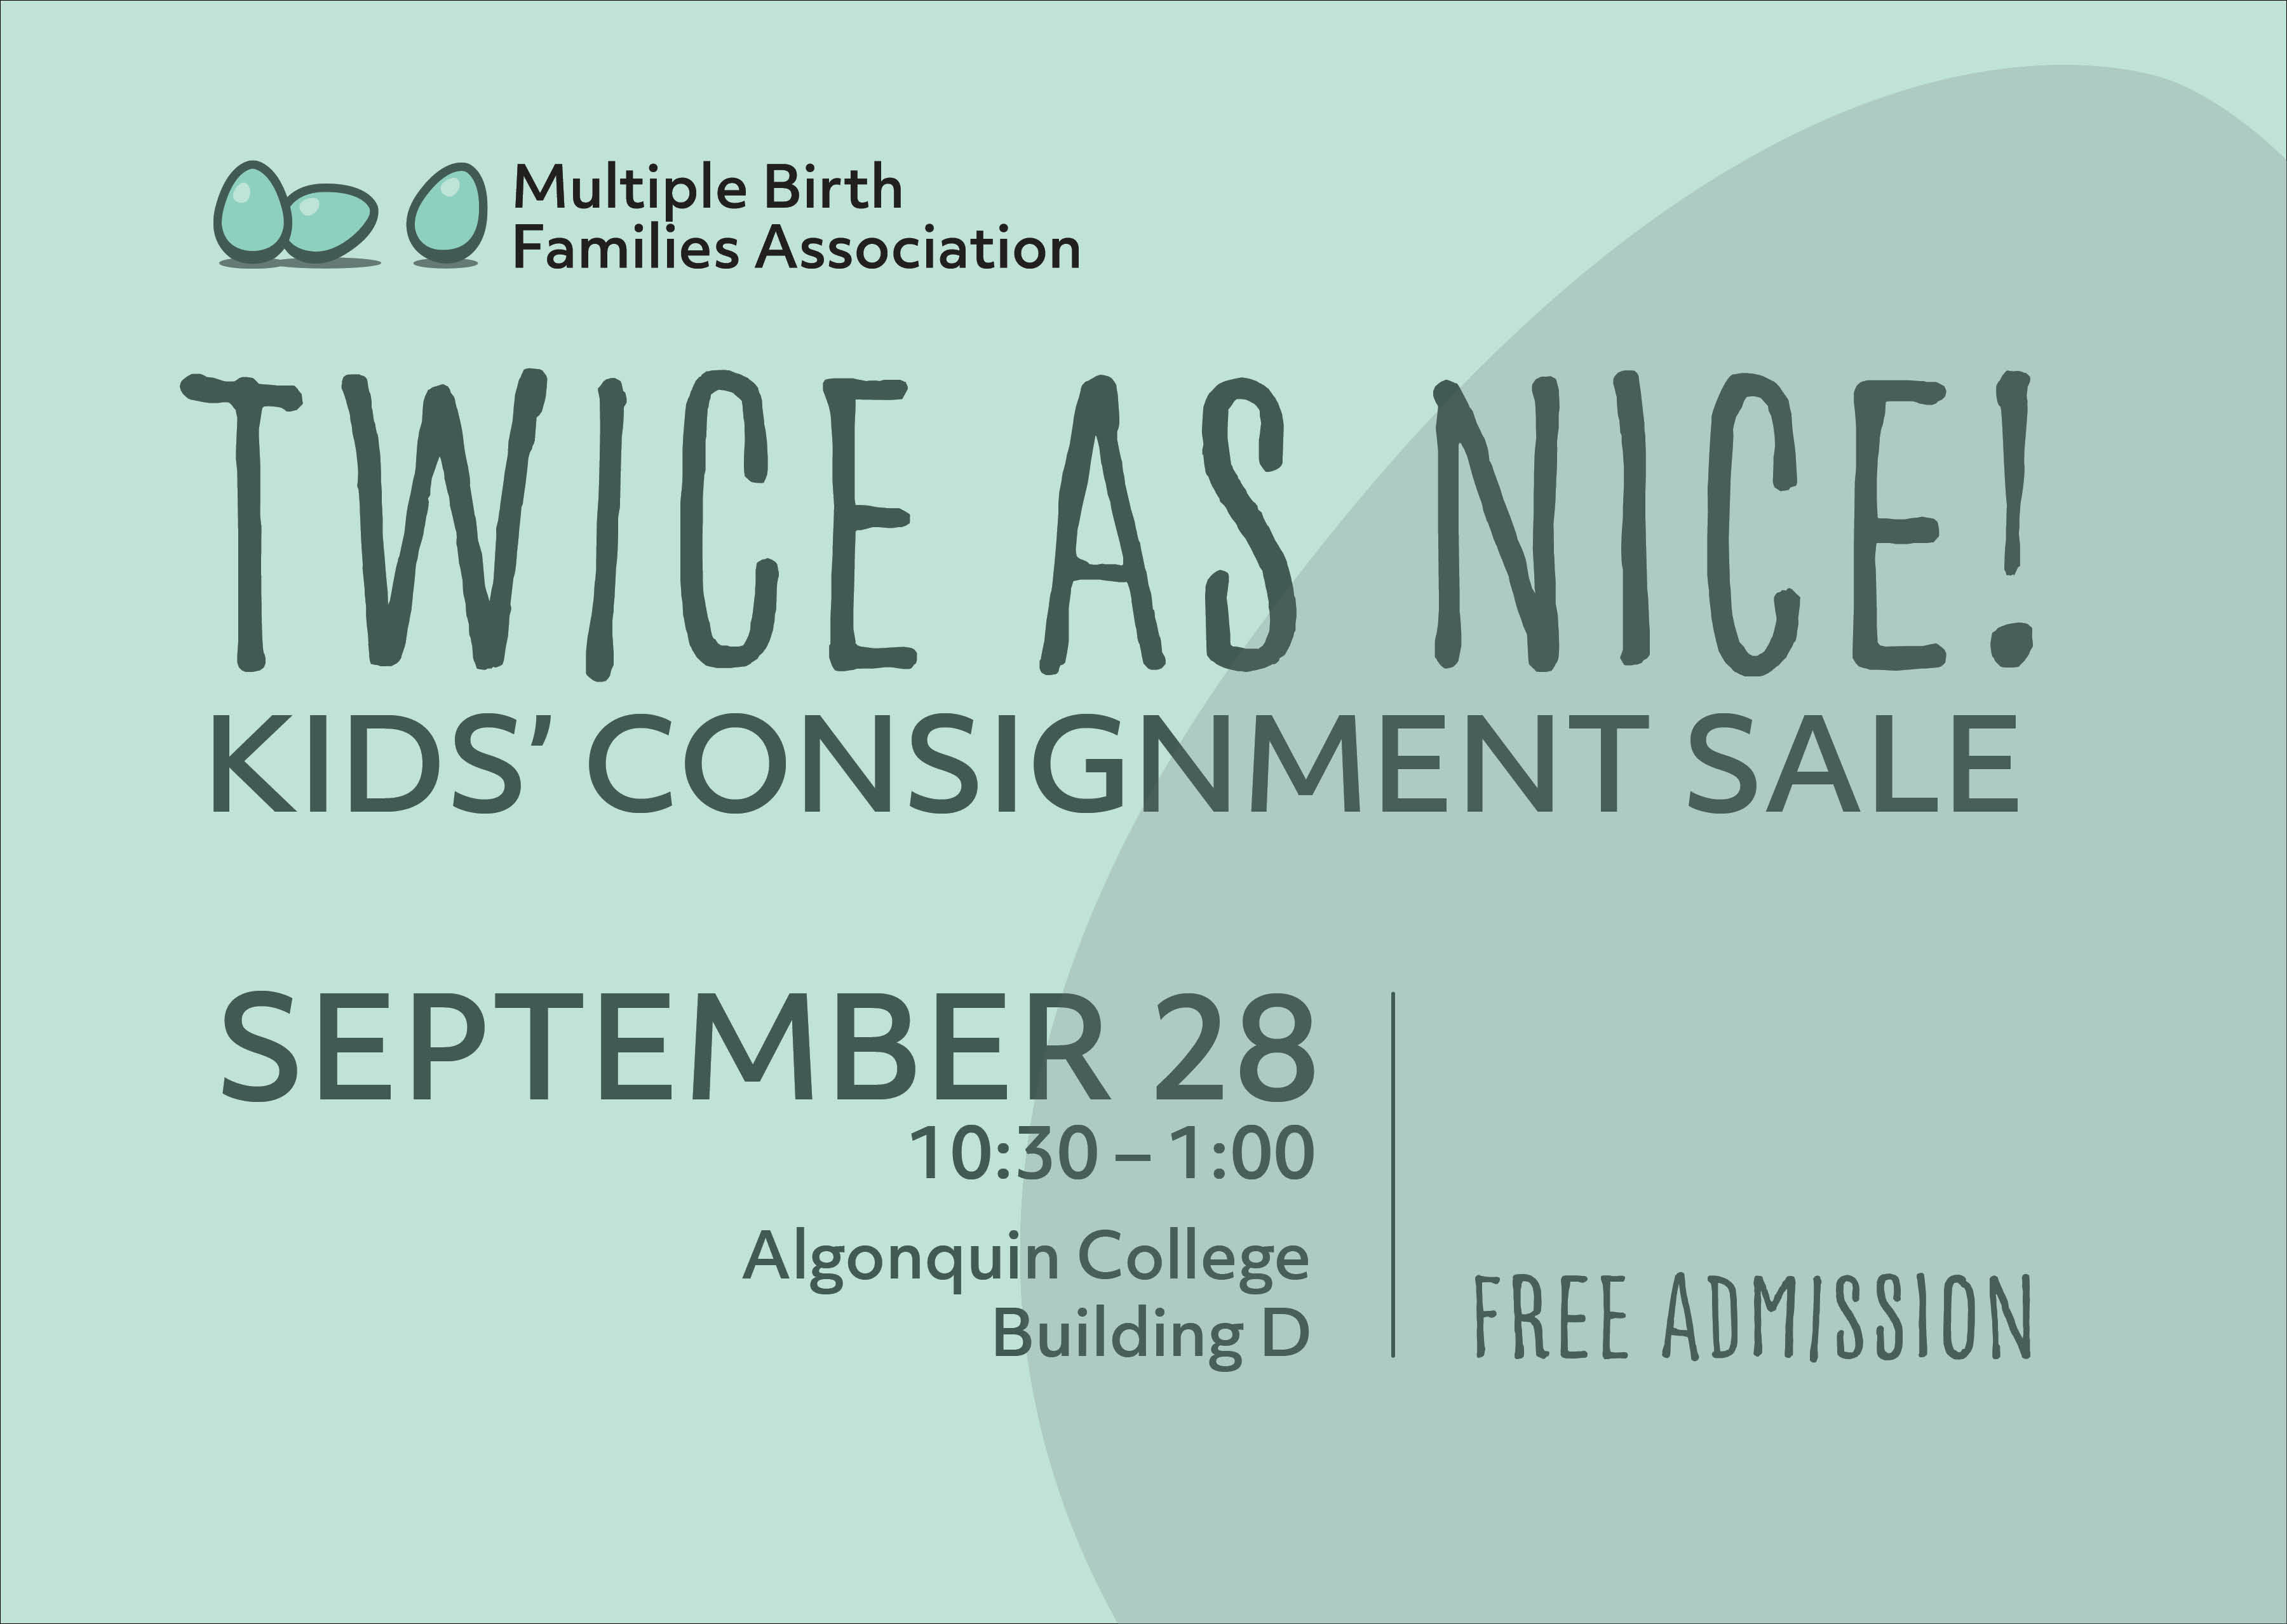 Multiple Birth
Families Association
TWICE AS NICE!
KIDS’ CONSIGNMENT SALE
SEPTEMBER 28
10:30 – 1:00
Algonquin College
Building D
FREE ADMISSION